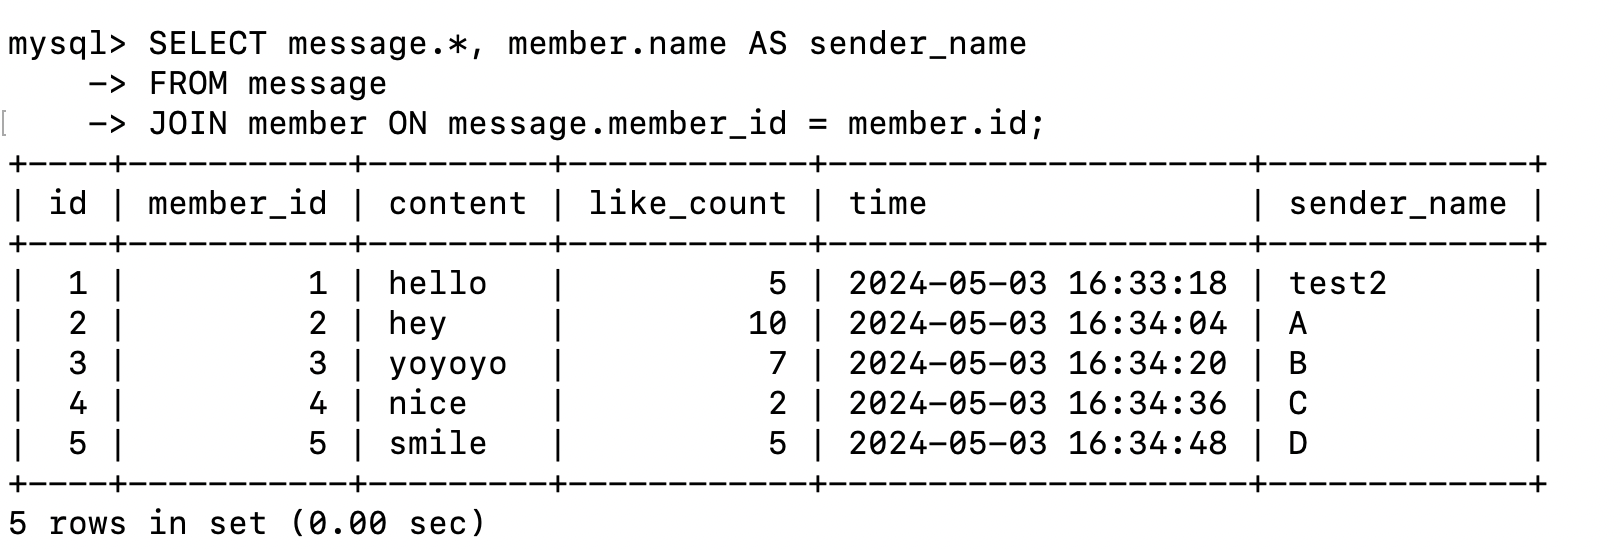 mysql> SELECT message.*, member.name AS sender_name
    -> FROM message
[    -> JOIN member ON message.member_id = member.id;
+----+-----------+---------+------------+---------------------+-------------+
| id | member_id | content | like_count | time                | sender_name |
+----+-----------+---------+------------+---------------------+-------------+
|  1 |         1 | hello   |          5 | 2024-05-03 16:33:18 | test2       |
|  2 |         2 | hey     |         10 | 2024-05-03 16:34:04 | A           |
|  3 |         3 | yoyoyo  |          7 | 2024-05-03 16:34:20 | B           |
|  4 |         4 | nice    |          2 | 2024-05-03 16:34:36 | C           |
|  5 |         5 | smile   |          5 | 2024-05-03 16:34:48 | D           |
+----+-----------+---------+------------+---------------------+-------------+
5 rows in set (0.00 sec)